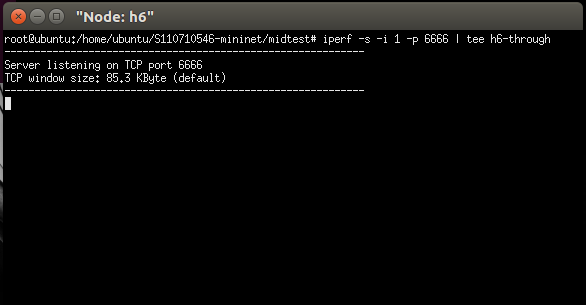 "Node: h6"
root@ubuntu:/home/ubuntu/S110710546-mininet/midtest# iperf -s -i 1 -p 6666 | tee h6-through
------------------------------------------------------------
Server listening on TCP port 6666
TCP window size: 85.3 KByte (default)
------------------------------------------------------------